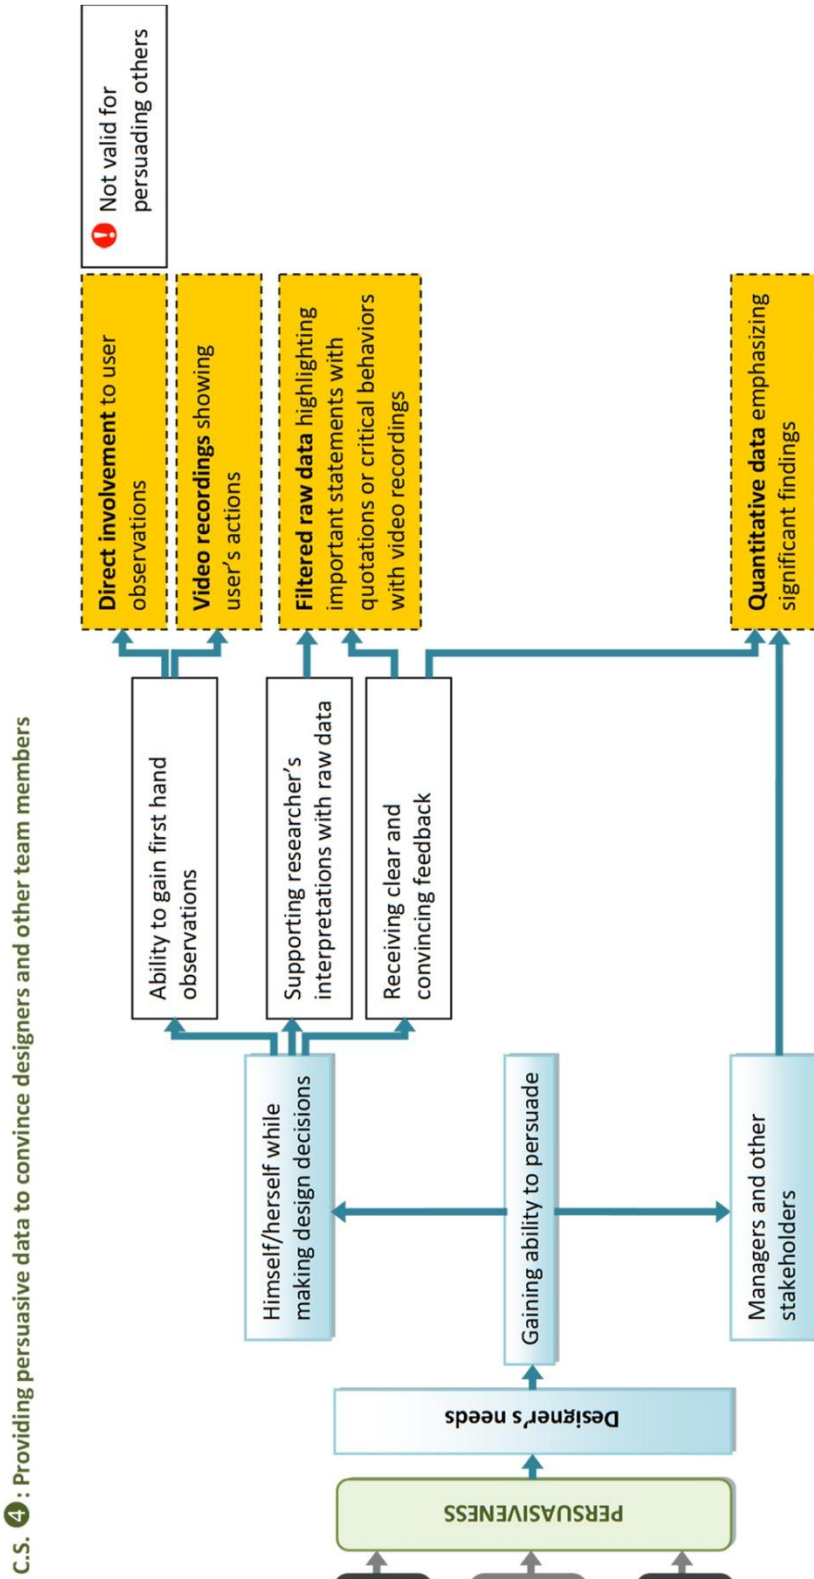 C.S. 4 : Providing persuasive data to convince designers and other team members
PERSUASIVENESS
Designer's needs
Gaining ability to persuade
Himself/herself while
making design decisions
Managers and other
stakeholders
Ability to gain first hand
observations
Supporting researcher's
interpretations with raw data
Receiving clear and
convincing feedback
Direct involvement to user
observations
! Not valid for
persuading others
Video recordings showing
user's actions
Filtered raw data highlighting
important statements with
quotations or critical behaviors
with video recordings
Quantitative data emphasizing
significant findings